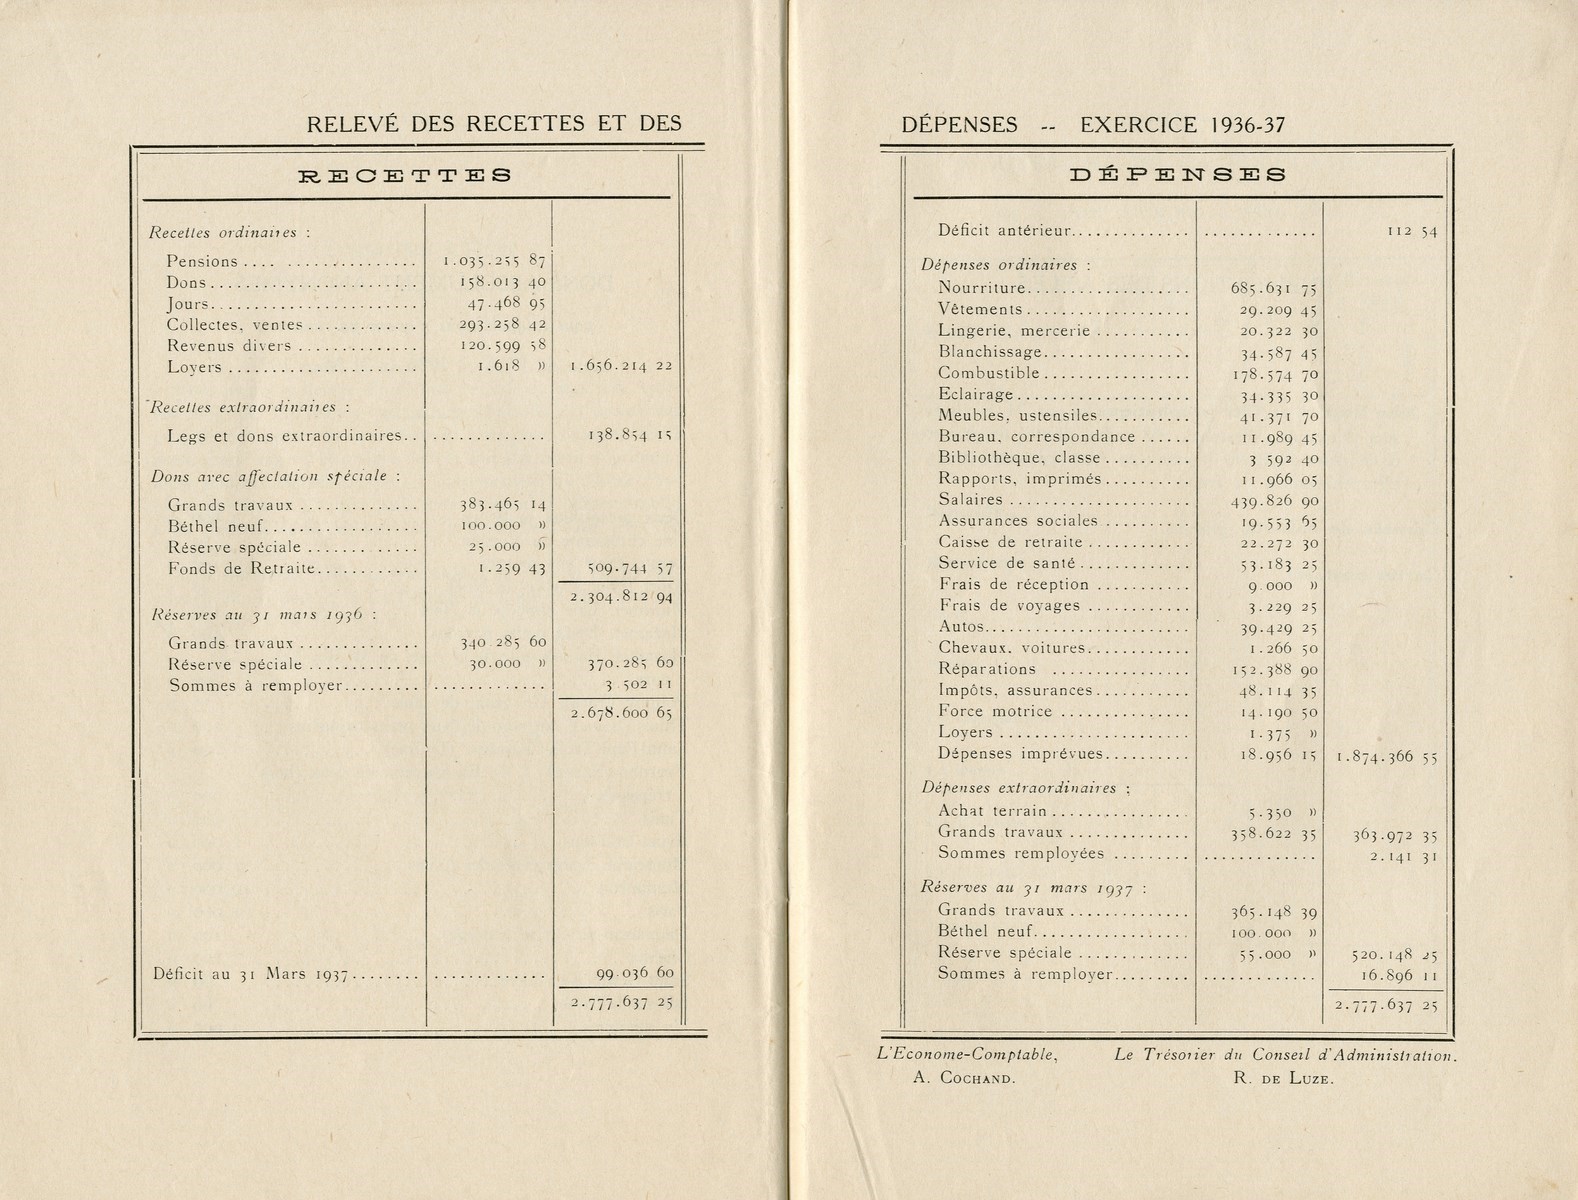 RELEVÉ DES RECETTES ET DES
RECETTES
Recettes ordinaires :
Pensions .... ............... 1.035.255 87
Dons........................ 158.013 40
Jours........................ 47.468 95
Collectes, ventes ............. 293.258 42
Revenus divers .............. 120.599 58
Loyers ...................... 1.618 » 1.656.214 22
Recettes extraordinaires :
Legs et dons extraordinaires.. ............. 138.854 15
Dons avec affectation spéciale :
Grands travaux .............. 383.465 14
Béthel neuf.................. 100.000 »
Réserve spéciale ............. 25.000 »
Fonds de Retraite............ 1.259 43 509.744 57
2.304.812 94
Réserves au 31 mars 1936 :
Grands travaux .............. 340.285 60
Réserve spéciale ............. 30.000 » 370.285 60
Sommes à remployer......... ............. 3 502 11
2.678.600 65
Déficit au 31 Mars 1937........ ............. 99.036 60
2.777.637 25
DÉPENSES -- EXERCICE 1936-37
DÉPENSES
Déficit antérieur.............. ............. 112 54
Dépenses ordinaires :
Nourriture................... 685.631 75
Vêtements................... 29.209 45
Lingerie, mercerie ........... 20.322 30
Blanchissage................. 34.587 45
Combustible................. 178.574 70
Eclairage.................... 34.335 30
Meubles, ustensiles........... 41.371 70
Bureau, correspondance ...... 11.989 45
Bibliothèque, classe.......... 3 592 40
Rapports, imprimés.......... 11.966 05
Salaires ..................... 439.826 90
Assurances sociales .......... 19.553 65
Caisse de retraite ............ 22.272 30
Service de santé............. 53.183 25
Frais de réception ........... 9.000 »
Frais de voyages ............ 3.229 25
Autos....................... 39.429 25
Chevaux. voitures............ 1.266 50
Réparations ................ 152.388 90
Impôts, assurances........... 48.114 35
Force motrice ............... 14.190 50
Loyers ...................... 1.375 »
Dépenses imprévues.......... 18.956 15 1.874.366 55
Dépenses extraordinaires :
Achat terrain................ 5.350 »
Grands travaux .............. 358.622 35 363.972 35
Sommes remployées ......... ............. 2.141 31
Réserves au 31 mars 1937 :
Grands travaux .............. 365.148 39
Béthel neuf.................. 100.000 »
Réserve spéciale ............. 55.000 » 520.148 25
Sommes à remployer......... ............. 16.896 11
2.777.637 25
L'Econome-Comptable, Le Trésorier du Conseil d'Administration.
A. COCHAND. R. DE LUZE.